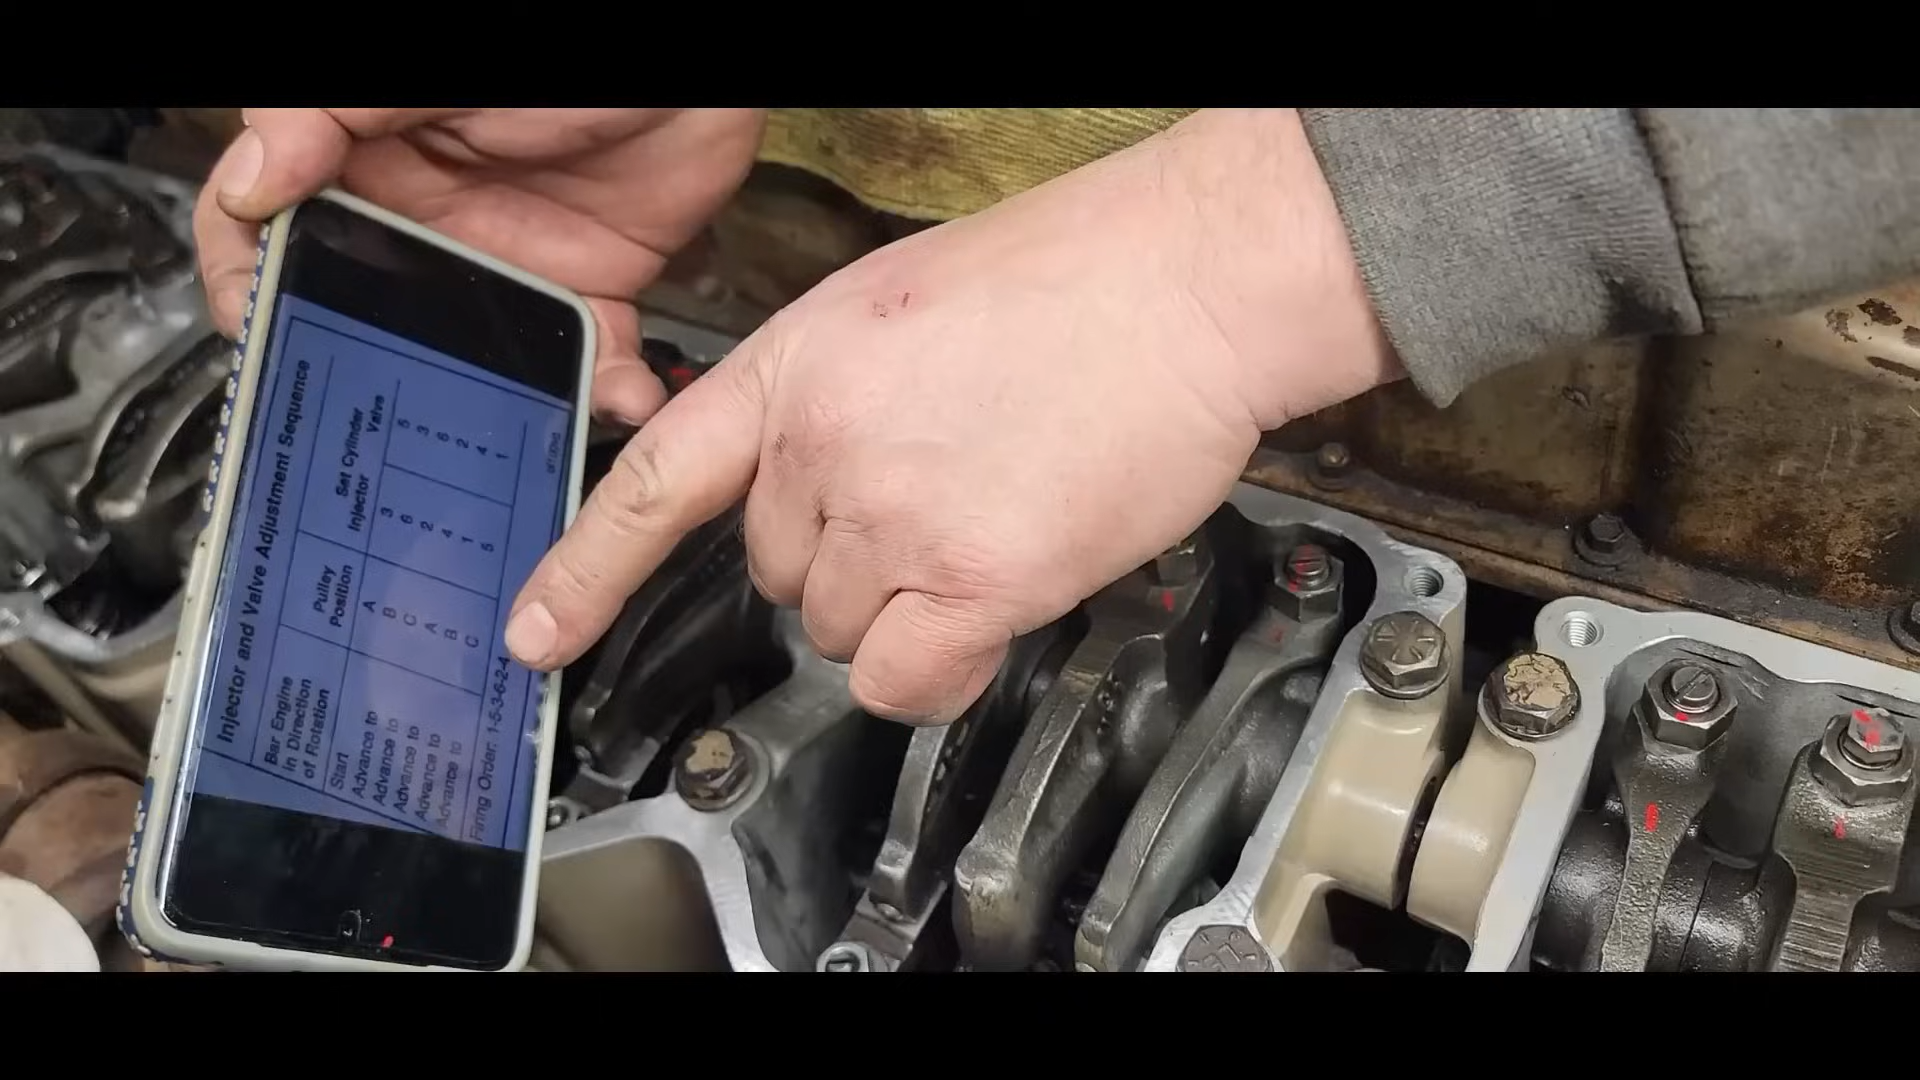 Injector and Valve Adjustment Sequence
Bar Engine in Direction of Rotation
Pulley Position
Set Cylinder
Injector Valve
Start A 3 5
Advance to B 6 3
Advance to C 2 6
Advance to A 4 2
Advance to B 1 4
Advance to C 5 1
Firing Order: 1-5-3-6-2-4